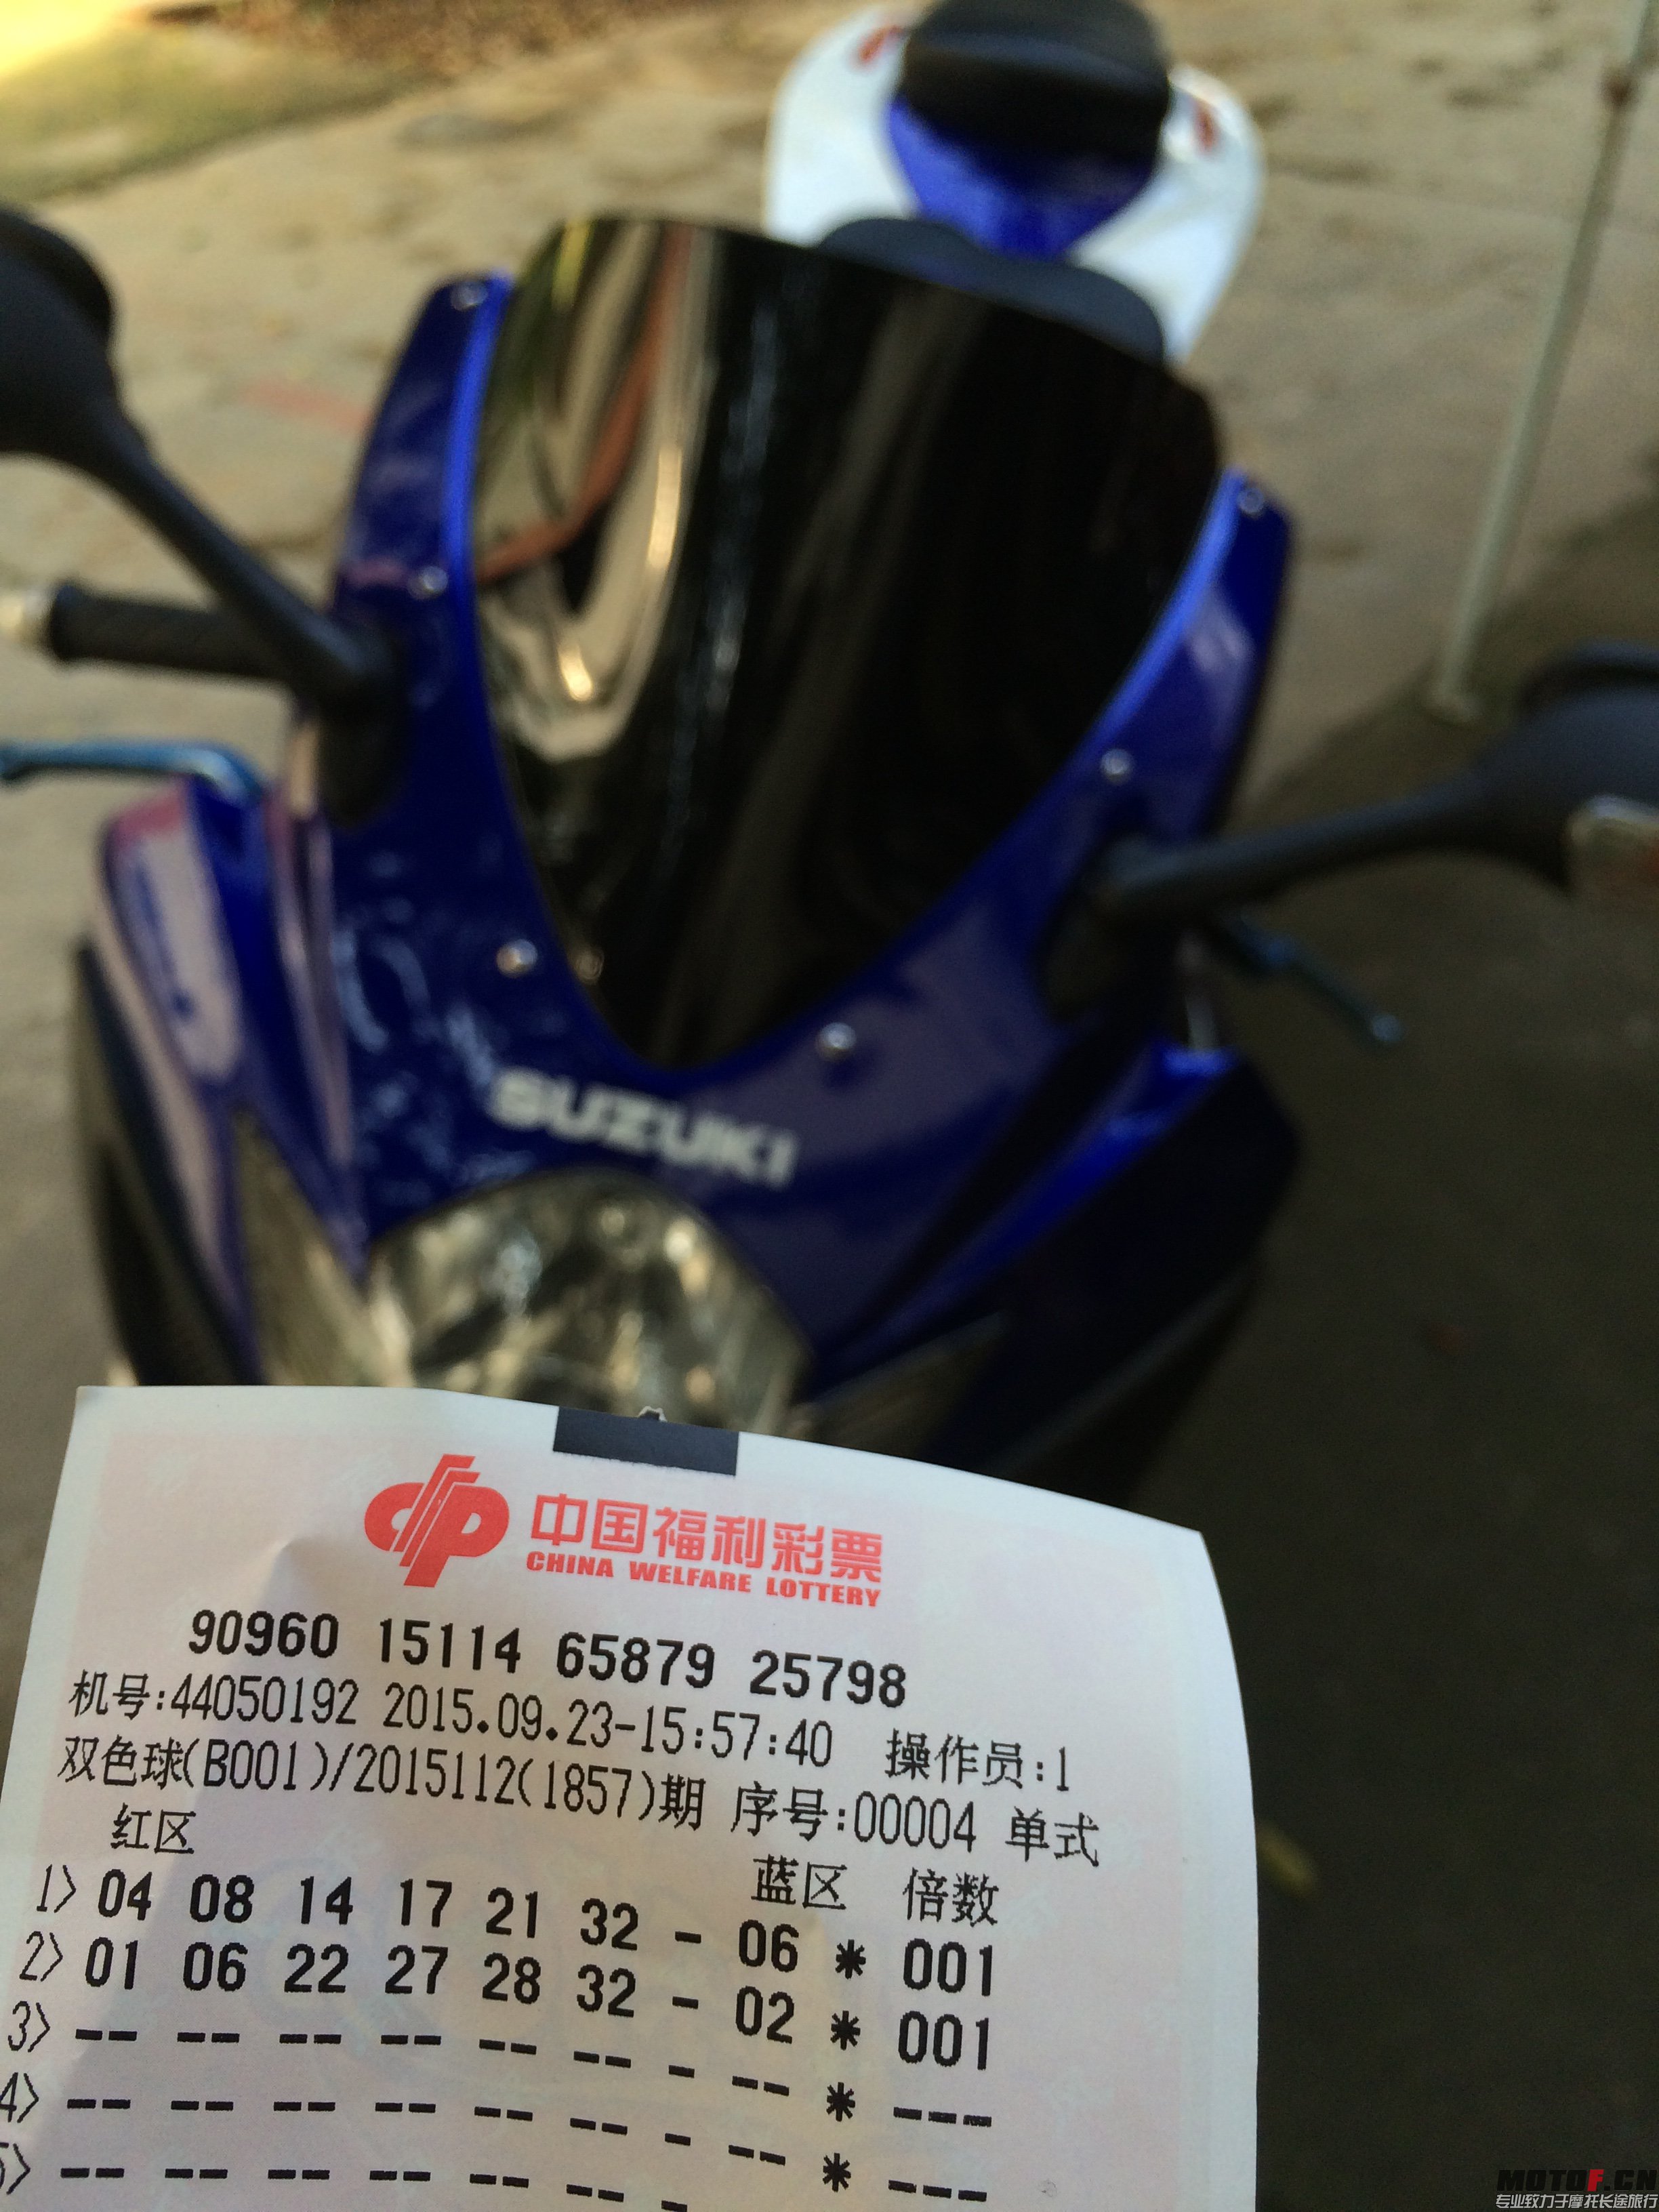 SUZUKI
中国福利彩票
CHINA WELFARE LOTTERY
90960 15114 65879 25798
机号:44050192 2015.09.23-15:57:40 操作员:1
双色球(B001)/2015112(1857)期 序号:00004 单式
红区 蓝区 倍数
1> 04 08 14 17 21 32 - 06 * 001
2> 01 06 22 27 28 32 - 02 * 001
3> -- -- -- -- -- -- - -- * ---
4> -- -- -- -- -- -- - -- * ---
5> -- -- -- -- -- -
MOTOF.CN
专业致力于摩托长途旅行